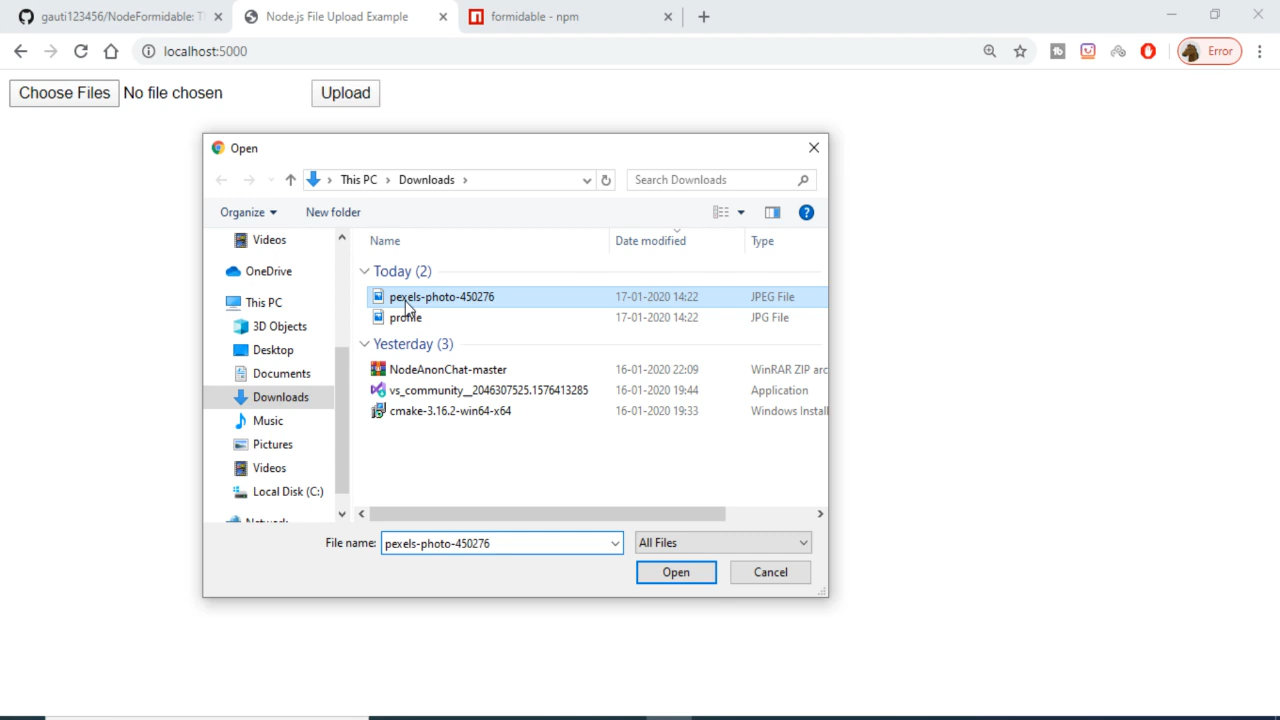 gauti123456/NodeFormidable: T
Node.js File Upload Example
formidable - npm
localhost:5000
Error
Choose Files No file chosen Upload
Open
This PC > Downloads >
Search Downloads
Organize
New folder
Videos
OneDrive
This PC
3D Objects
Desktop
Documents
Downloads
Music
Pictures
Videos
Local Disk (C:)
Network
Name Date modified Type
Today (2)
pexels-photo-450276 17-01-2020 14:22 JPEG File
profile 17-01-2020 14:22 JPG File
Yesterday (3)
NodeAnonChat-master 16-01-2020 22:09 WinRAR ZIP arc
vs_community__2046307525.1576413285 16-01-2020 19:44 Application
cmake-3.16.2-win64-x64 16-01-2020 19:33 Windows Install
File name: pexels-photo-450276 All Files
Open Cancel